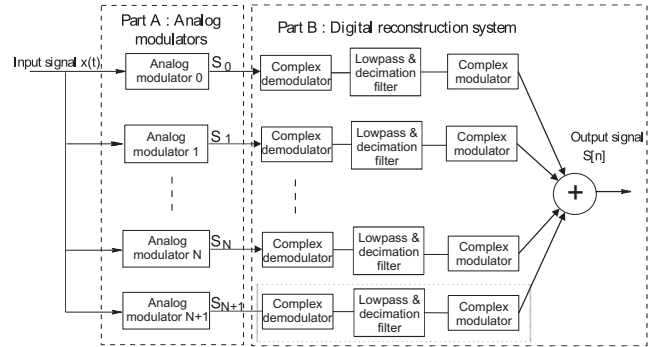 Part A : Analog
modulators
Part B : Digital reconstruction system
Input signal x(t)
Analog
modulator 0
S0
Complex
demodulator
Lowpass &
decimation
filter
Complex
modulator
Analog
modulator 1
S1
Complex
demodulator
Lowpass &
decimation
filter
Complex
modulator
Output signal
S[n]
+
Analog
modulator N
SN
Complex
demodulator
Lowpass &
decimation
filter
Complex
modulator
Analog
modulator N+1
SN+1
Complex
demodulator
Lowpass &
decimation
filter
Complex
modulator